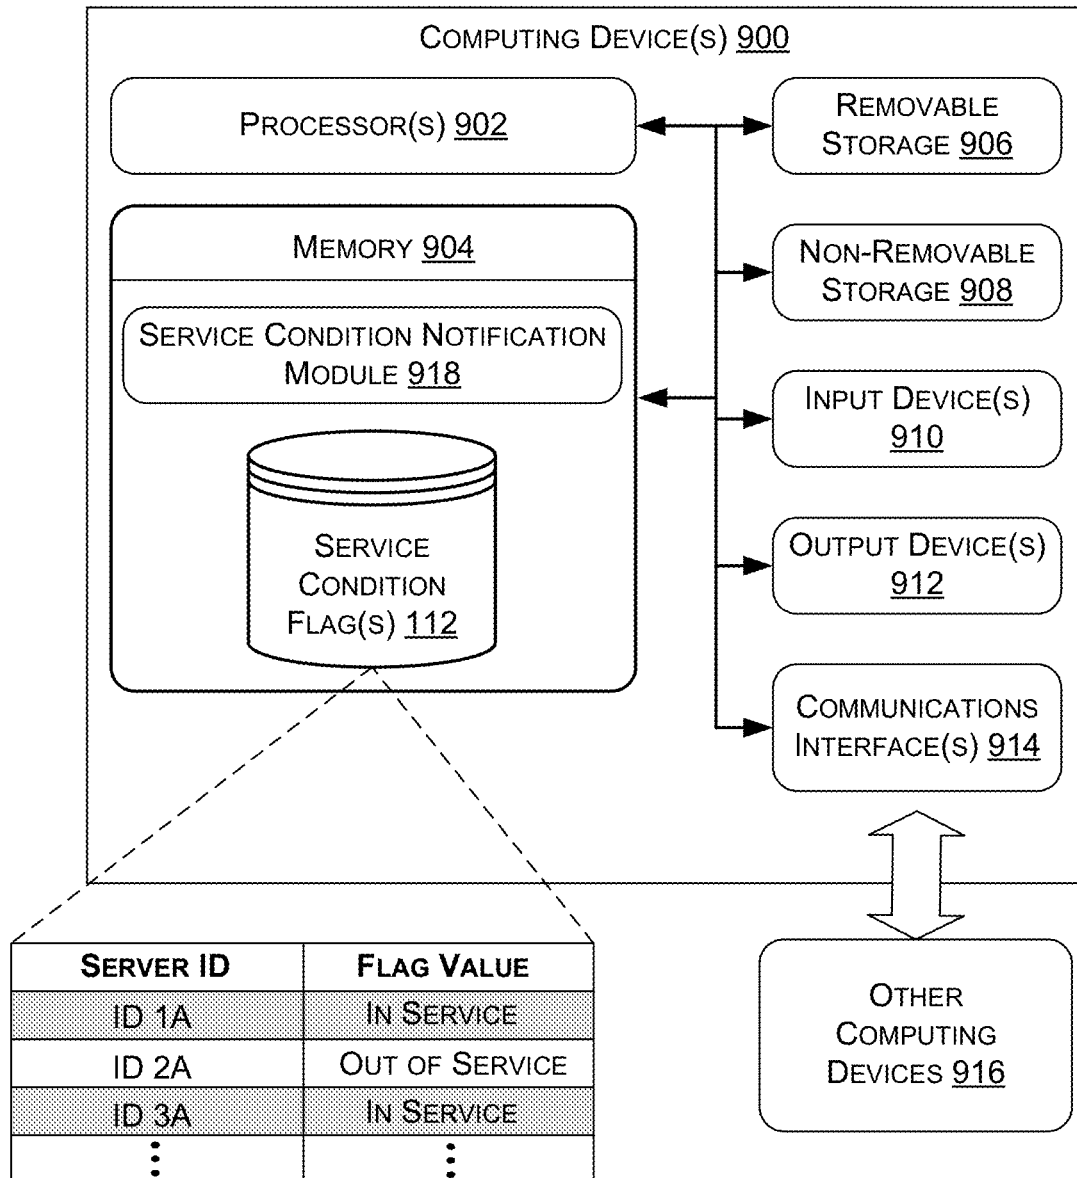 COMPUTING DEVICE(S) 900
PROCESSOR(S) 902
REMOVABLE
STORAGE 906
MEMORY 904
NON-REMOVABLE
STORAGE 908
SERVICE CONDITION NOTIFICATION
MODULE 918
INPUT DEVICE(S)
910
SERVICE
CONDITION
FLAG(S) 112
OUTPUT DEVICE(S)
912
COMMUNICATIONS
INTERFACE(S) 914
SERVER ID FLAG VALUE
ID 1A IN SERVICE
ID 2A OUT OF SERVICE
ID 3A IN SERVICE
OTHER
COMPUTING
DEVICES 916